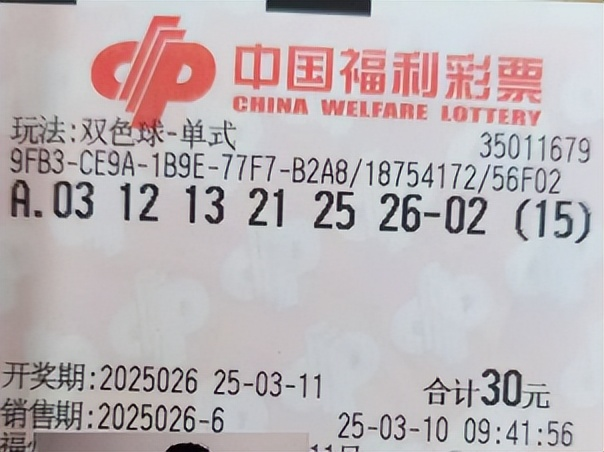 中国福利彩票
CHINA WELFARE LOTTERY
玩法:双色球-单式
35011679
9FB3-CE9A-1B9E-77F7-B2A8/18754172/56F02
A.03 12 13 21 25 26-02 (15)
开奖期:2025026 25-03-11
合计30元
销售期:2025026-6
25-03-10 09:41:56